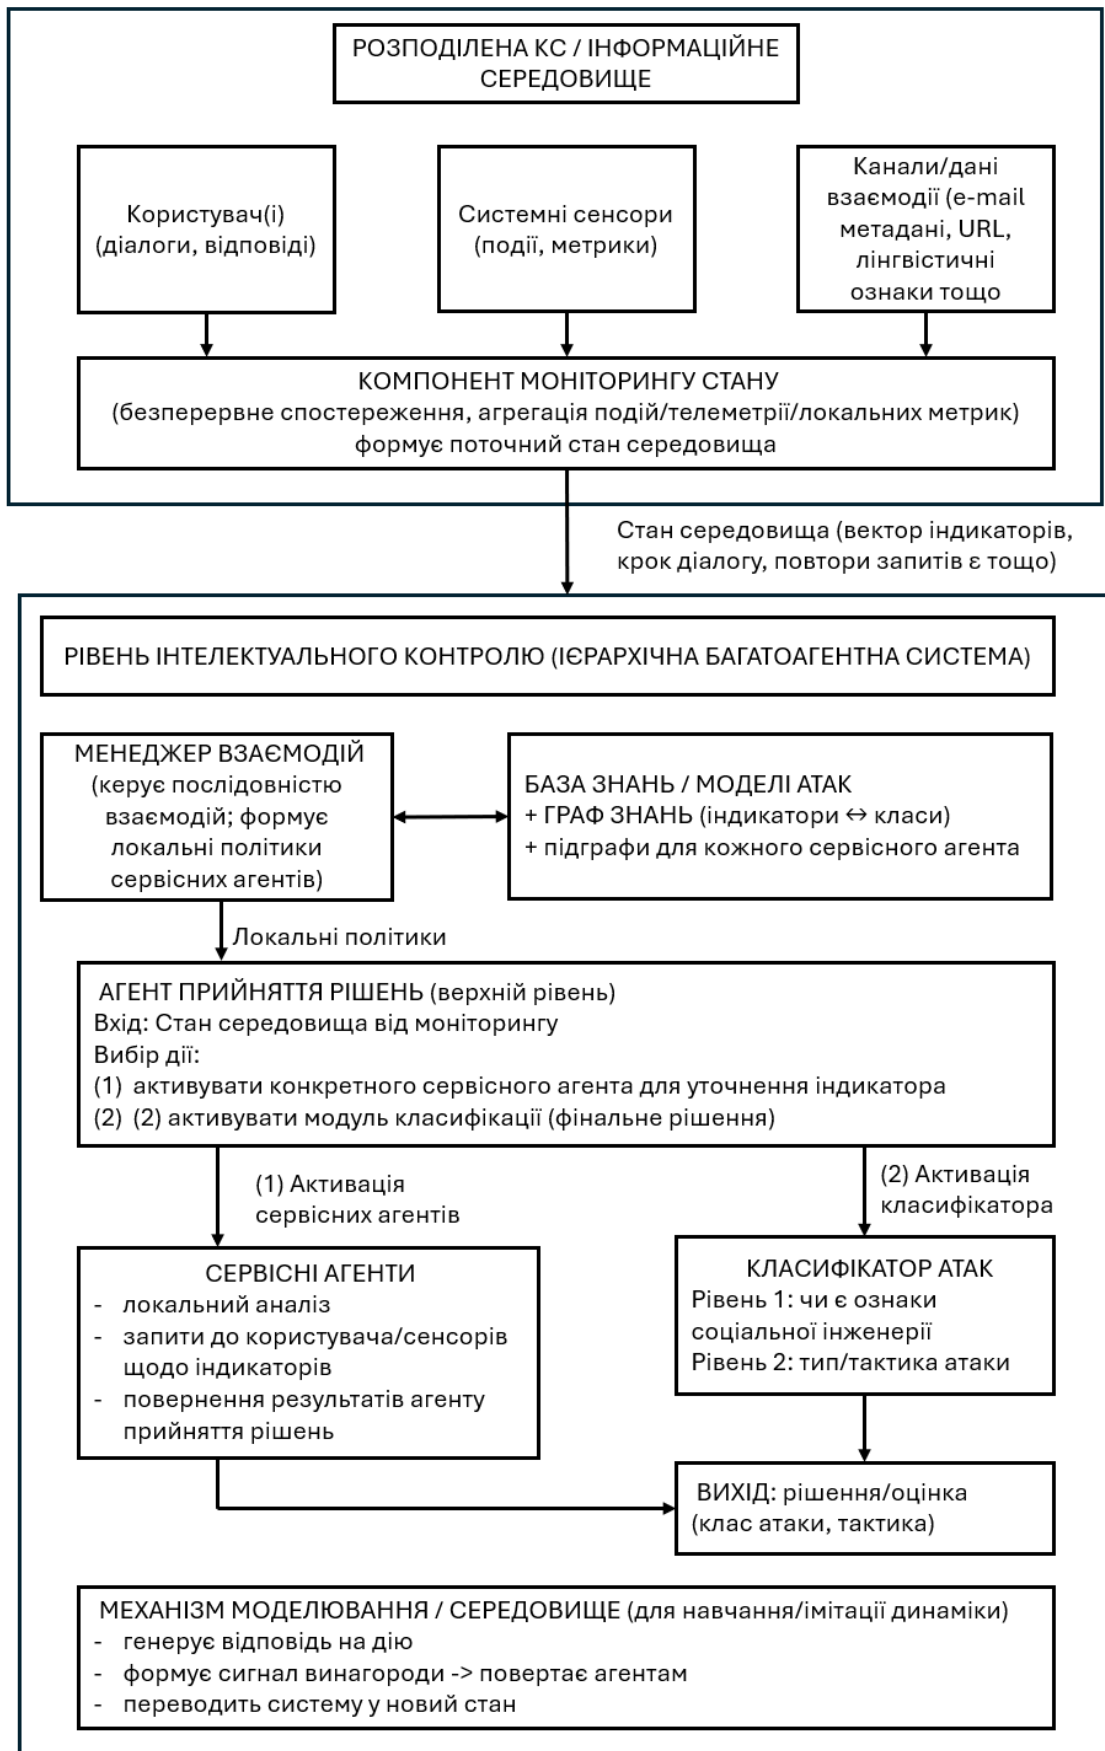 РОЗПОДІЛЕНА КС / ІНФОРМАЦІЙНЕ
СЕРЕДОВИЩЕ
Користувач(і)
(діалоги, відповіді)
Системні сенсори
(події, метрики)
Канали/дані
взаємодії (e-mail
метадані, URL,
лінгвістичні
ознаки тощо
КОМПОНЕНТ МОНІТОРИНГУ СТАНУ
(безперервне спостереження, агрегація подій/телеметрії/локальних метрик)
формує поточний стан середовища
Стан середовища (вектор індикаторів,
крок діалогу, повтори запитів є тощо)
РІВЕНЬ ІНТЕЛЕКТУАЛЬНОГО КОНТРОЛЮ (ІЄРАРХІЧНА БАГАТОАГЕНТНА СИСТЕМА)
МЕНЕДЖЕР ВЗАЄМОДІЙ
(керує послідовністю
взаємодій; формує
локальні політики
сервісних агентів)
БАЗА ЗНАНЬ / МОДЕЛІ АТАК
+ ГРАФ ЗНАНЬ (індикатори ↔ класи)
+ підграфи для кожного сервісного агента
Локальні політики
АГЕНТ ПРИЙНЯТТЯ РІШЕНЬ (верхній рівень)
Вхід: Стан середовища від моніторингу
Вибір дії:
(1) активувати конкретного сервісного агента для уточнення індикатора
(2) (2) активувати модуль класифікації (фінальне рішення)
(1) Активація
сервісних агентів
(2) Активація
класифікатора
СЕРВІСНІ АГЕНТИ
- локальний аналіз
- запити до користувача/сенсорів
щодо індикаторів
- повернення результатів агенту
прийняття рішень
КЛАСИФІКАТОР АТАК
Рівень 1: чи є ознаки
соціальної інженерії
Рівень 2: тип/тактика атаки
ВИХІД: рішення/оцінка
(клас атаки, тактика)
МЕХАНІЗМ МОДЕЛЮВАННЯ / СЕРЕДОВИЩЕ (для навчання/імітації динаміки)
- генерує відповідь на дію
- формує сигнал винагороди -> повертає агентам
- переводить систему у новий стан